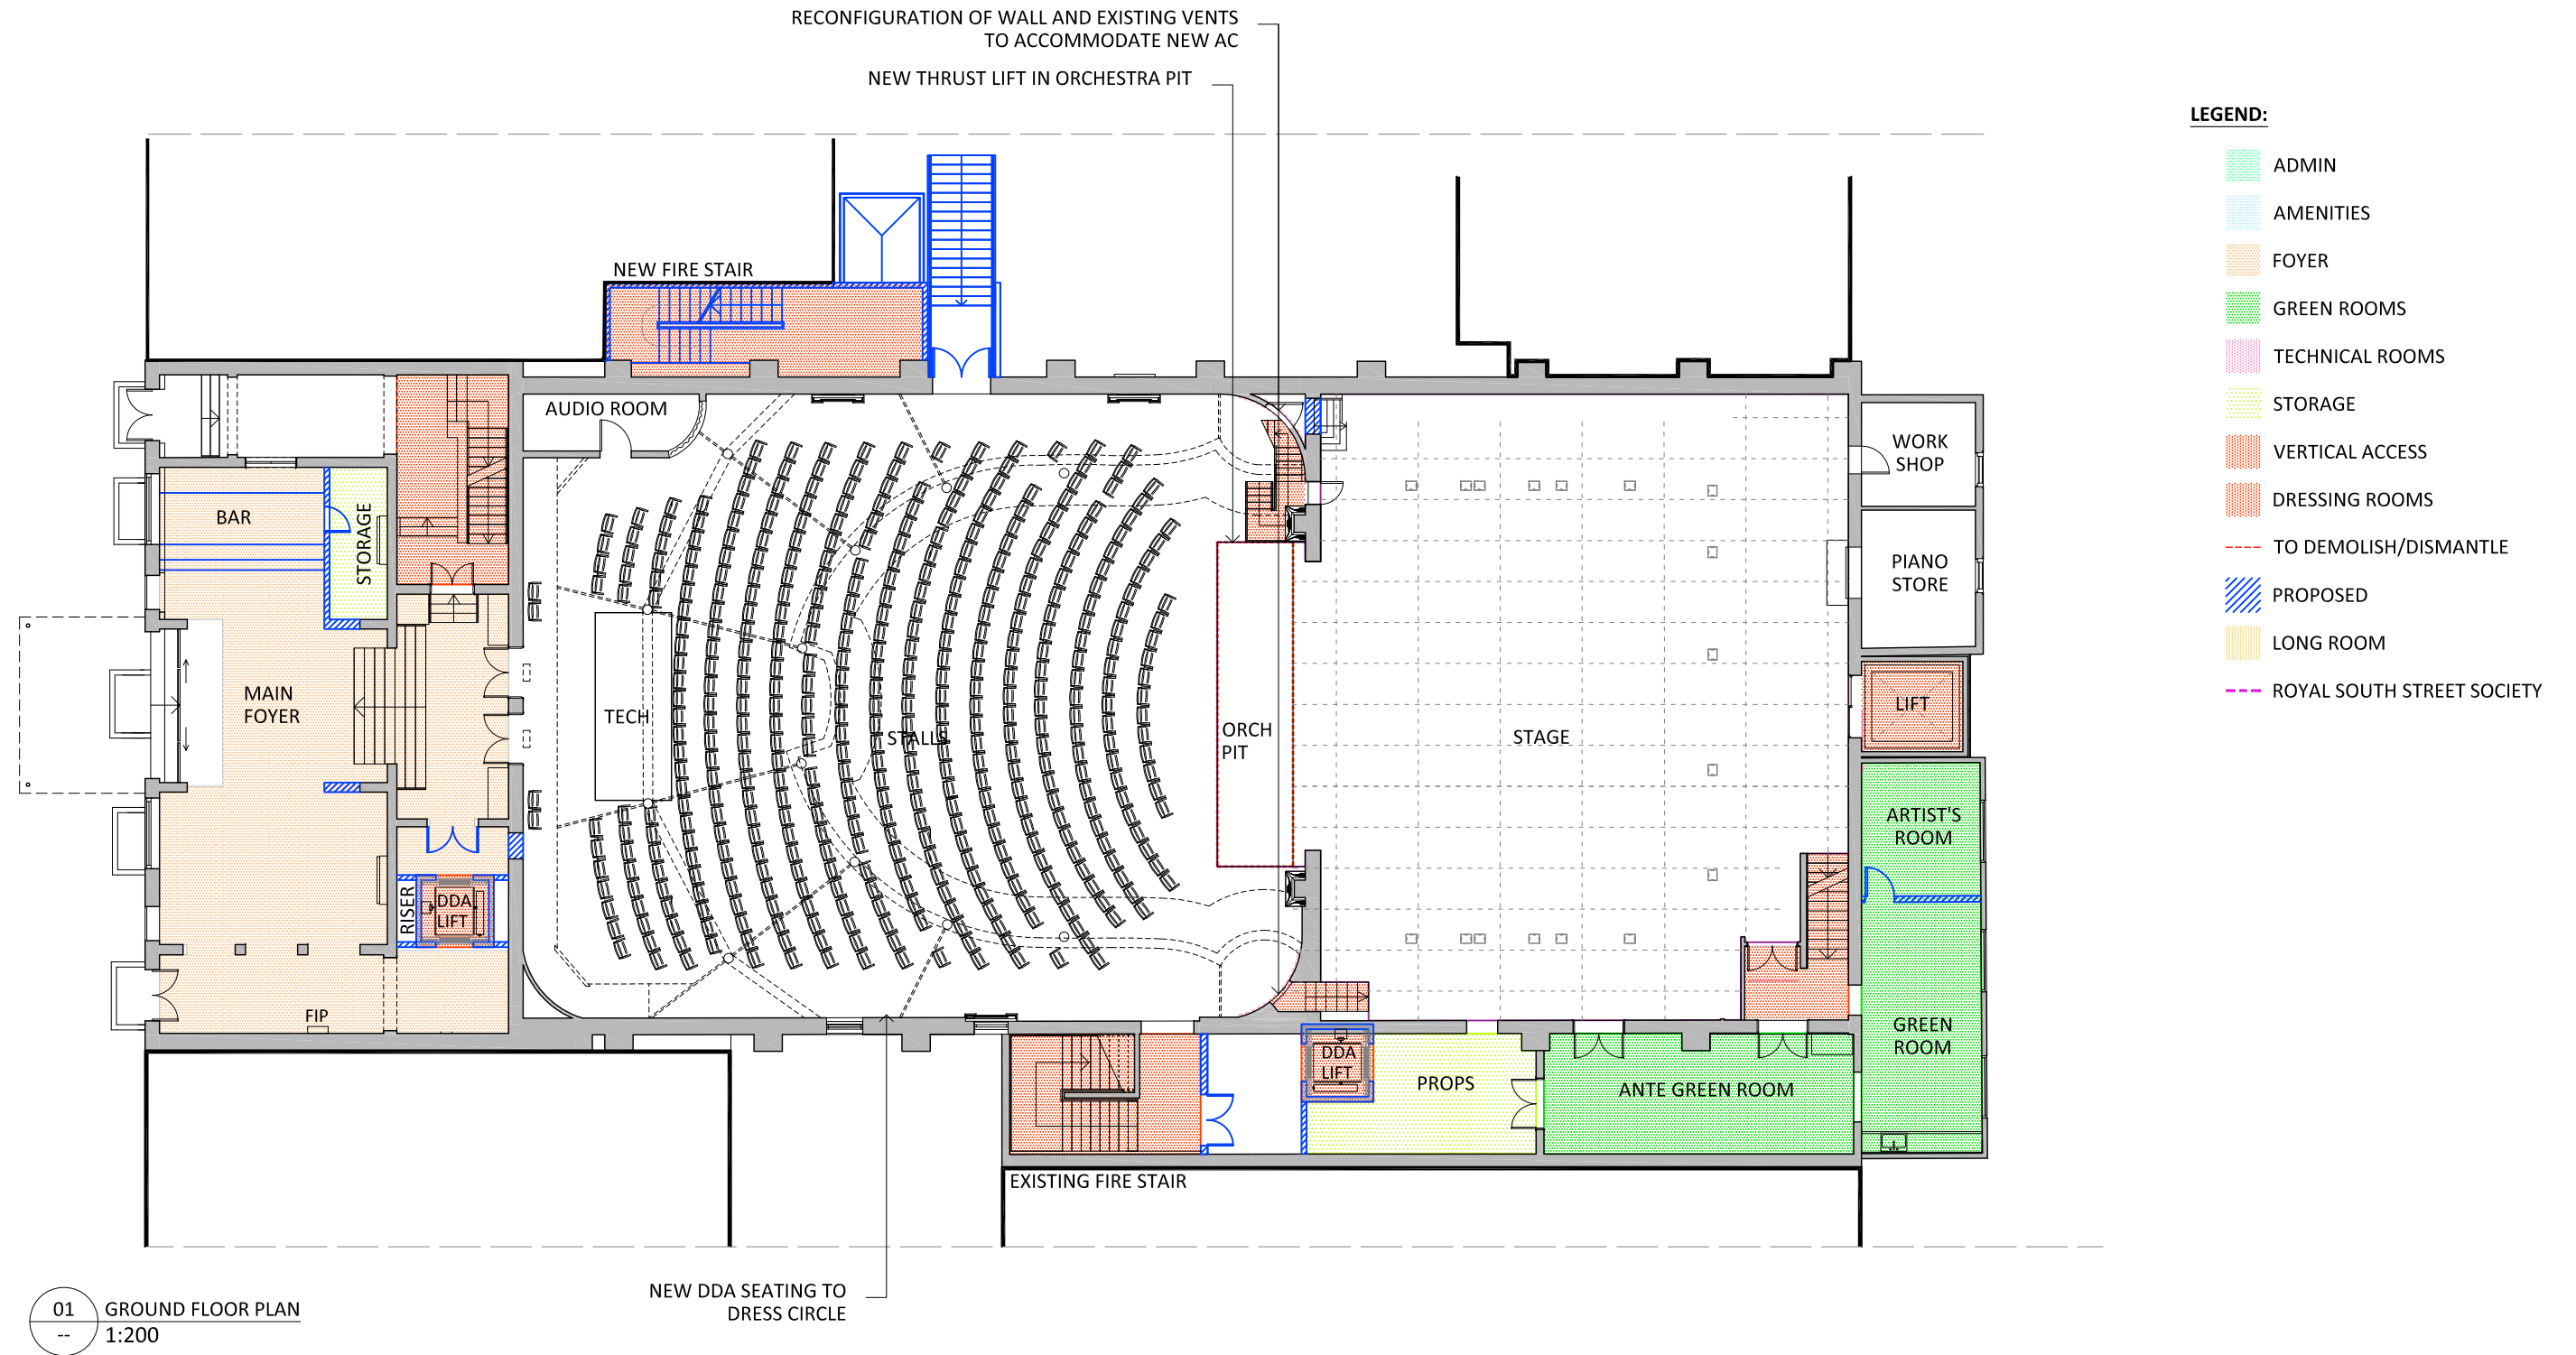 RECONFIGURATION OF WALL AND EXISTING VENTS
TO ACCOMMODATE NEW AC
NEW THRUST LIFT IN ORCHESTRA PIT
LEGEND:
ADMIN
AMENITIES
FOYER
GREEN ROOMS
TECHNICAL ROOMS
STORAGE
VERTICAL ACCESS
DRESSING ROOMS
TO DEMOLISH/DISMANTLE
PROPOSED
LONG ROOM
ROYAL SOUTH STREET SOCIETY
NEW FIRE STAIR
AUDIO ROOM
BAR
STORAGE
MAIN
FOYER
TECH
STALLS
ORCH
PIT
STAGE
WORK
SHOP
PIANO
STORE
LIFT
ARTIST'S
ROOM
GREEN
ROOM
RISER
DDA
LIFT
FIP
DDA
LIFT
PROPS
ANTE GREEN ROOM
EXISTING FIRE STAIR
NEW DDA SEATING TO
DRESS CIRCLE
01
--
GROUND FLOOR PLAN
1:200